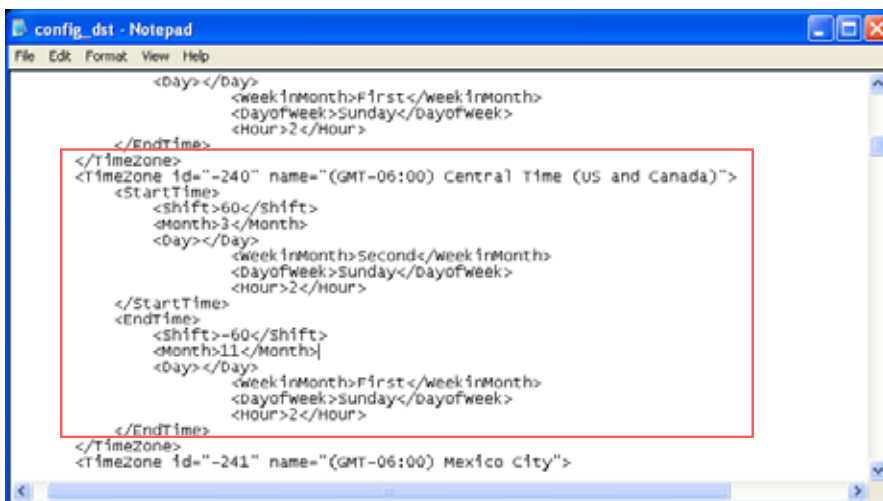 config_dst - Notepad
File Edit Format View Help
<Day></Day>
<WeekinMonth>First</WeekinMonth>
<DayofWeek>Sunday</DayofWeek>
<Hour>2</Hour>
</EndTime>
</TimeZone>
<TimeZone id="-240" name="(GMT-06:00) Central Time (US and Canada)">
<StartTime>
<Shift>60</Shift>
<Month>3</Month>
<Day></Day>
<WeekinMonth>Second</WeekinMonth>
<DayofWeek>Sunday</DayofWeek>
<Hour>2</Hour>
</StartTime>
<EndTime>
<Shift>-60</Shift>
<Month>11</Month>
<Day></Day>
<WeekinMonth>First</WeekinMonth>
<DayofWeek>Sunday</DayofWeek>
<Hour>2</Hour>
</EndTime>
</TimeZone>
<TimeZone id="-241" name="(GMT-06:00) Mexico City">